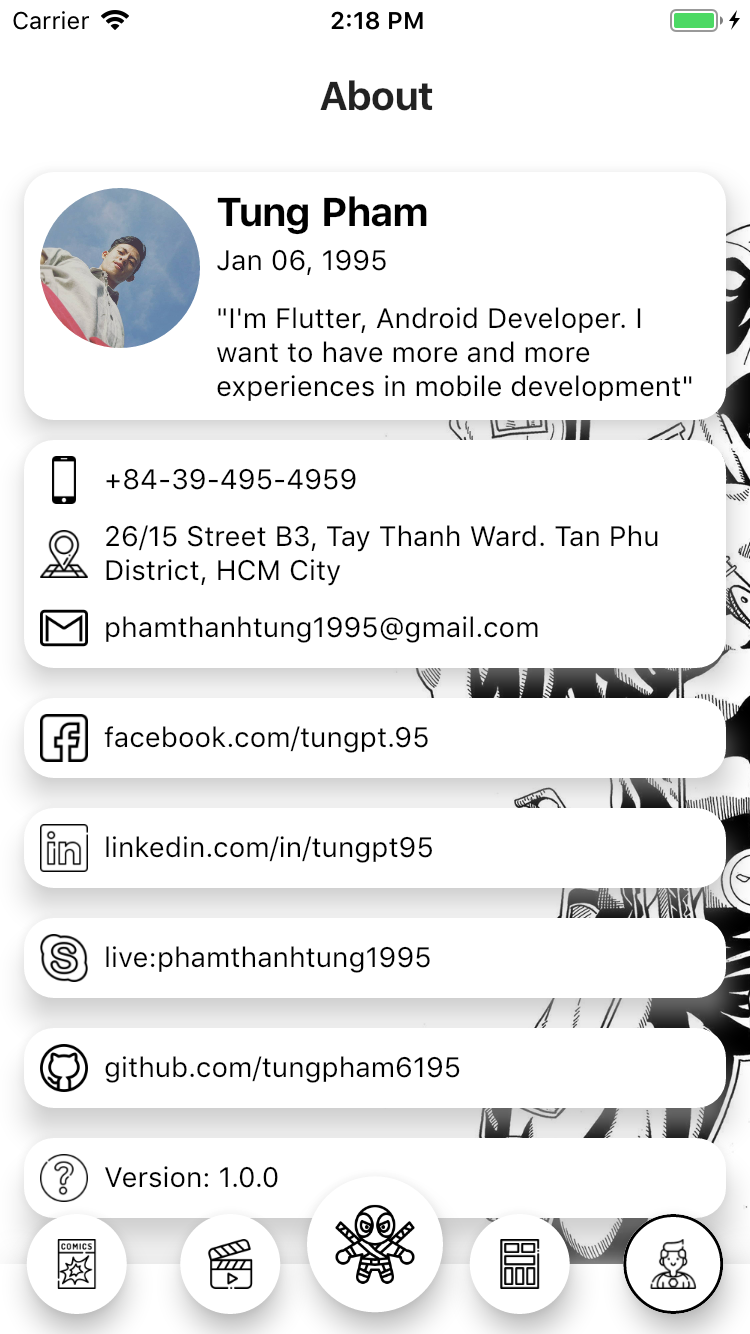 Carrier 2:18 PM
About
Tung Pham
Jan 06, 1995
"I'm Flutter, Android Developer. I
want to have more and more
experiences in mobile development"
+84-39-495-4959
26/15 Street B3, Tay Thanh Ward. Tan Phu
District, HCM City
phamthanhtung1995@gmail.com
facebook.com/tungpt.95
linkedin.com/in/tungpt95
live:phamthanhtung1995
github.com/tungpham6195
Version: 1.0.0
COMICS